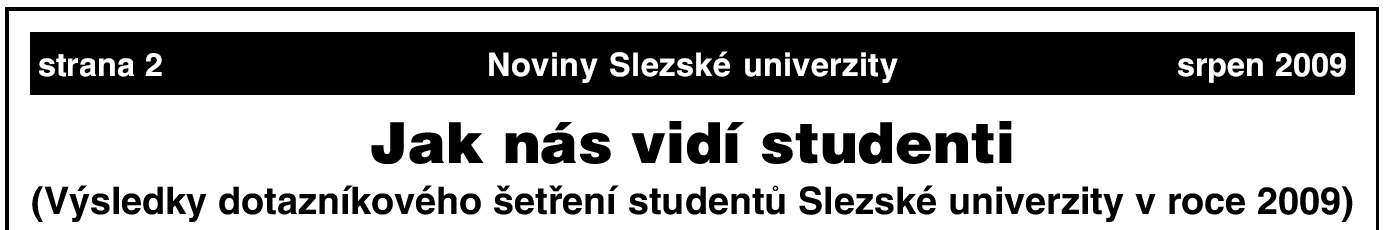 strana 2 Noviny Slezské univerzity srpen 2009
Jak nás vidí studenti
(Výsledky dotazníkového šetření studentů Slezské univerzity v roce 2009)